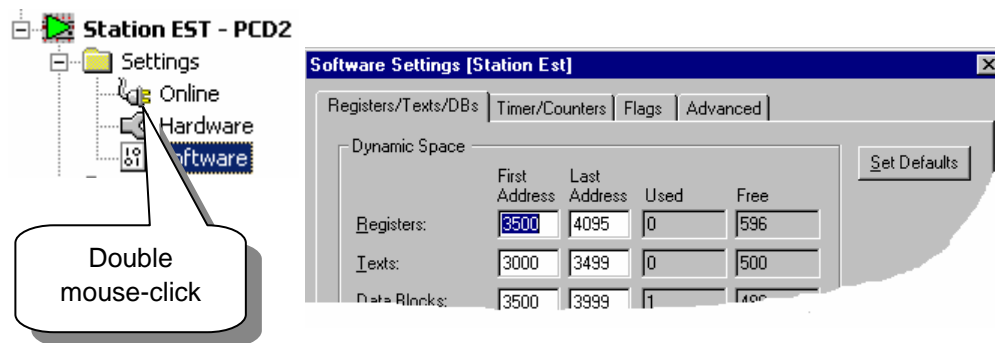 Station EST - PCD2
Settings
Online
Hardware
Software
Double
mouse-click
Software Settings [Station Est]
Registers/Texts/DBs Timer/Counters Flags Advanced
Dynamic Space
Set Defaults
First Last
Address Address Used Free
Registers: 3500 4095 0 596
Texts: 3000 3499 0 500
Data Blocks: 3500 3999 1